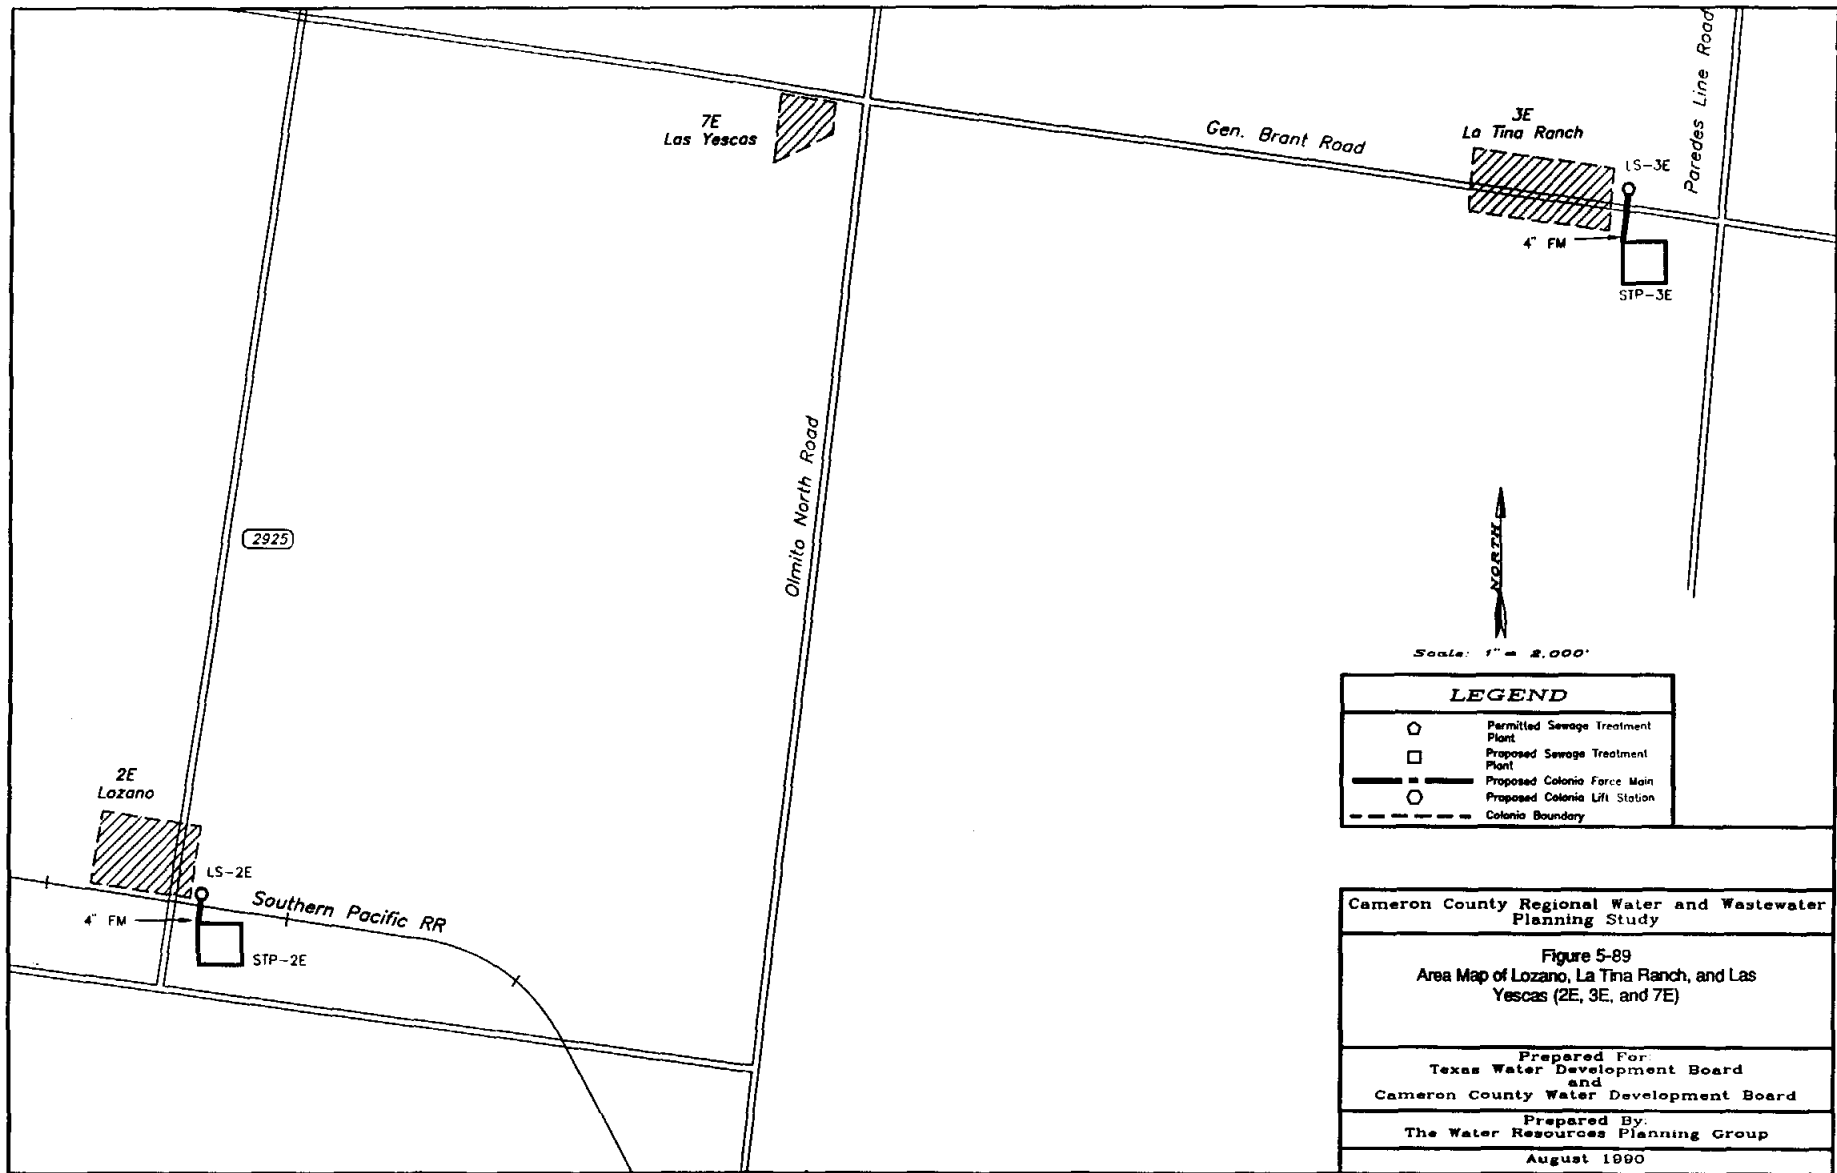 Paredes Line Road
7E
Las Yescas
Gen. Brant Road
3E
La Tina Ranch
LS-3E
4" FM
STP-3E
Olmito North Road
2925
NORTH
Scale: 1" = 2,000'
LEGEND
Permitted Sewage Treatment
Plant
Proposed Sewage Treatment
Plant
Proposed Colonia Force Main
Proposed Colonia Lift Station
Colonia Boundary
2E
Lozano
LS-2E
4" FM
Southern Pacific RR
STP-2E
Cameron County Regional Water and Wastewater
Planning Study
Figure 5-89
Area Map of Lozano, La Tina Ranch, and Las
Yescas (2E, 3E, and 7E)
Prepared For:
Texas Water Development Board
and
Cameron County Water Development Board
Prepared By:
The Water Resources Planning Group
August 1990